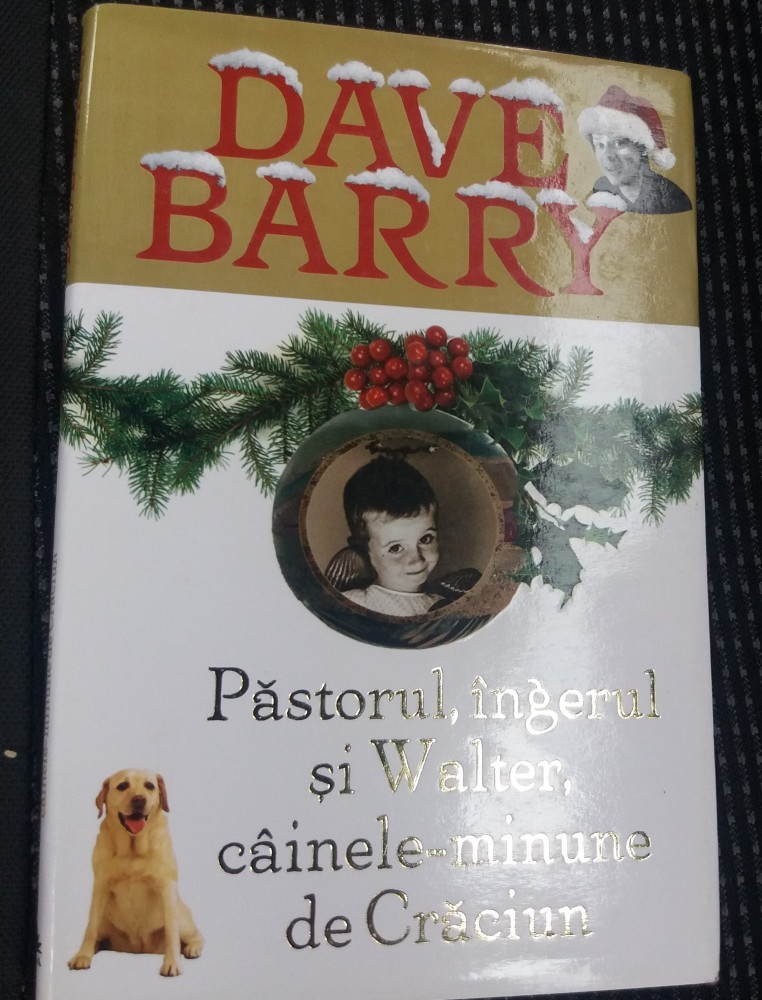 DAVE
BARRY
Păstorul, îngerul
și Walter,
câinele-minune
de Crăciun